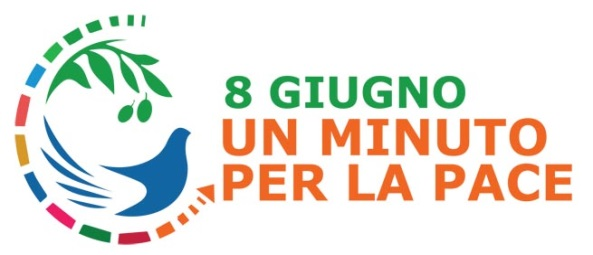 8 GIUGNO
UN MINUTO
PER LA PACE